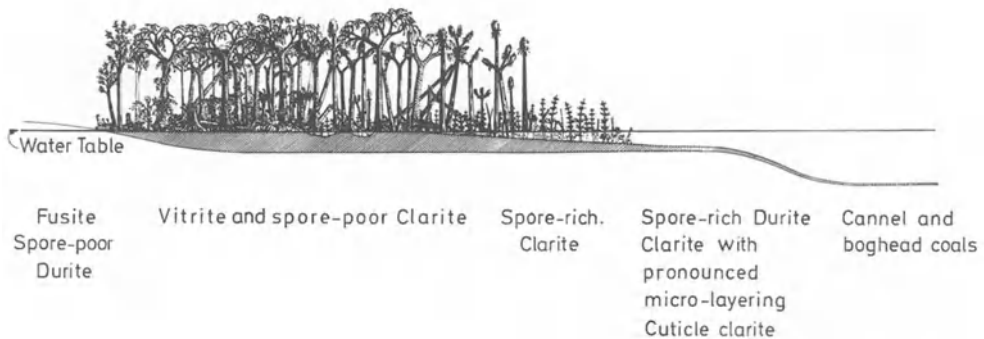 Water Table
Fusite
Spore-poor
Durite
Vitrite and spore-poor Clarite
Spore-rich.
Clarite
Spore-rich Durite
Clarite with
pronounced
micro-layering
Cuticle clarite
Cannel and
boghead coals